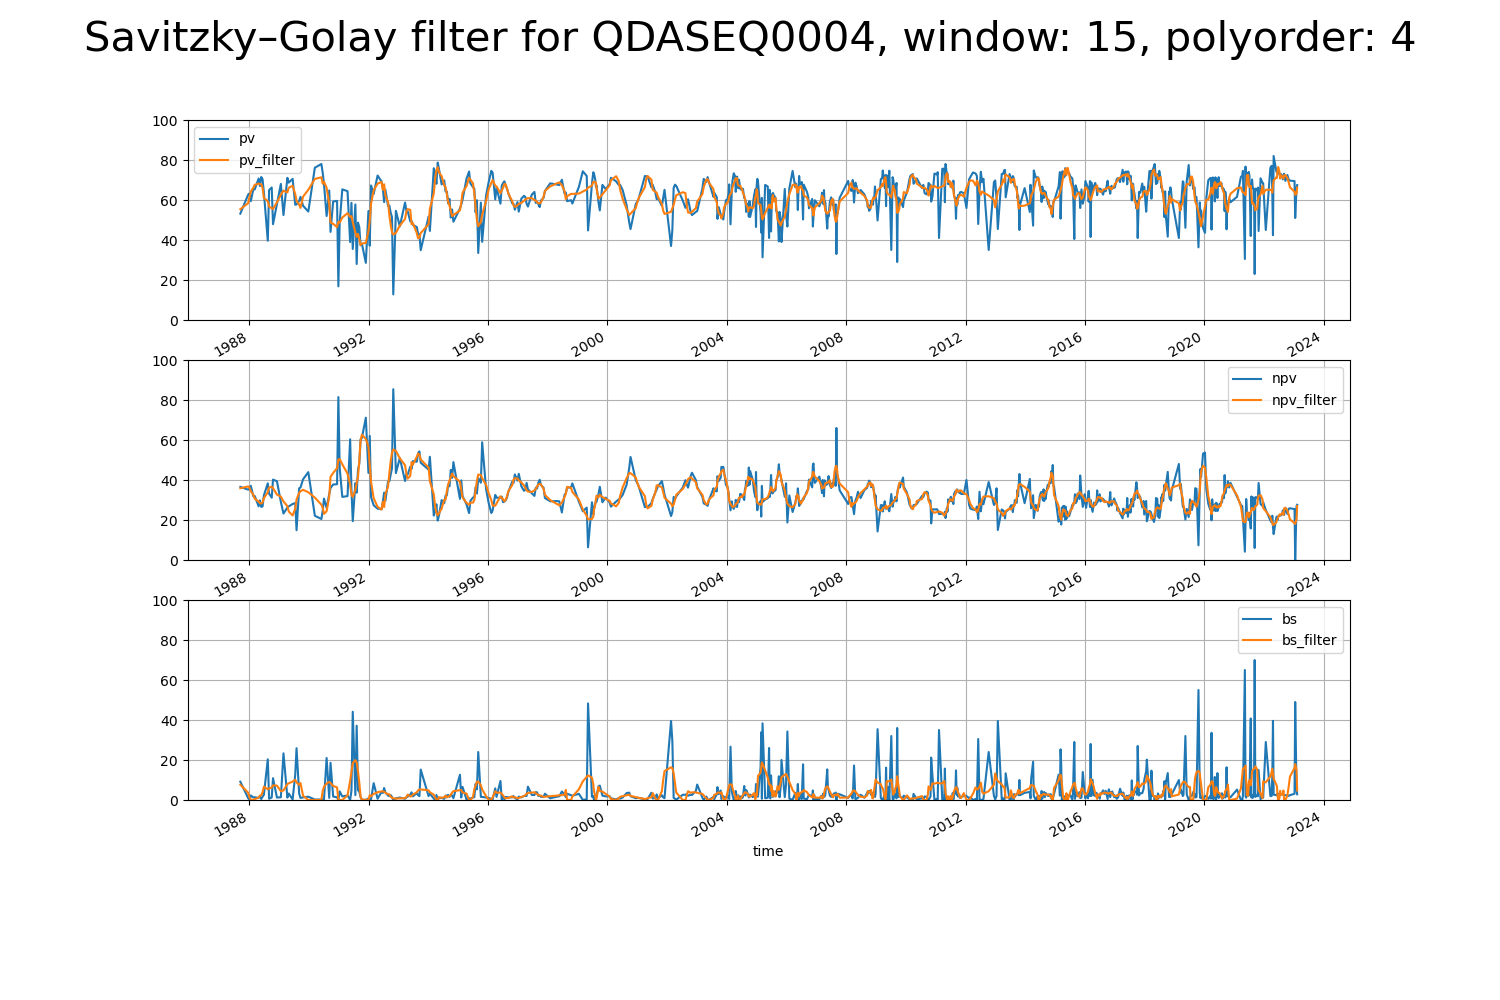 Savitzky–Golay filter for QDASEQ0004, window: 15, polyorder: 4
100
80
60
40
20
0
pv
pv_filter
1988 1992 1996 2000 2004 2008 2012 2016 2020 2024
100
80
60
40
20
0
npv
npv_filter
1988 1992 1996 2000 2004 2008 2012 2016 2020 2024
100
80
60
40
20
0
bs
bs_filter
1988 1992 1996 2000 2004 2008 2012 2016 2020 2024
time